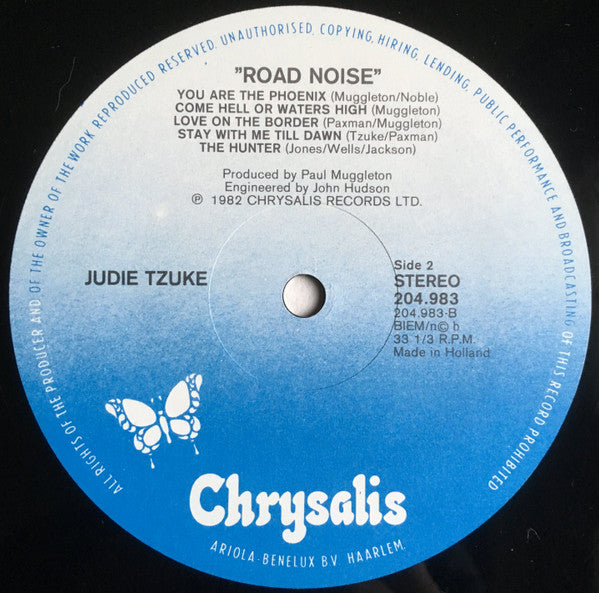 "ROAD NOISE"
YOU ARE THE PHOENIX (Muggleton/Noble)
COME HELL OR WATERS HIGH (Muggleton)
LOVE ON THE BORDER (Paxman/Muggleton)
STAY WITH ME TILL DAWN (Tzuke/Paxman)
THE HUNTER (Jones/Wells/Jackson)
Produced by Paul Muggleton
Engineered by John Hudson
℗ 1982 CHRYSALIS RECORDS LTD.
JUDIE TZUKE
Side 2
STEREO
204.983
204.983-B
BIEM/n© b
33 1/3 R.P.M.
Made in Holland
Chrysalis
ARIOLA-BENELUX B.V. HAARLEM.
ALL RIGHTS OF THE PRODUCER AND OF THE OWNER OF THE WORK REPRODUCED RESERVED. UNAUTHORISED, COPYING, HIRING, LENDING, PUBLIC PERFORMANCE AND BROADCASTING OF THIS RECORD PROHIBITED